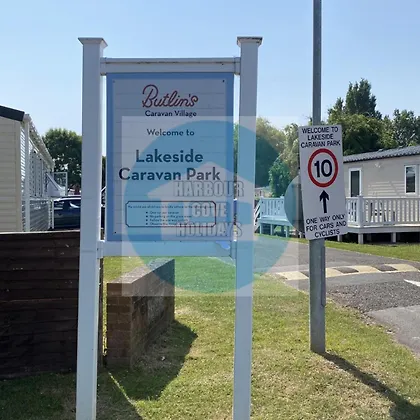 Butlin's
Caravan Village
Welcome to
Lakeside
Caravan Park
HARBOUR
COVE
HOLIDAYS
WELCOME TO
LAKESIDE
CARAVAN PARK
10
ONE WAY ONLY
FOR CARS AND
CYCLISTS